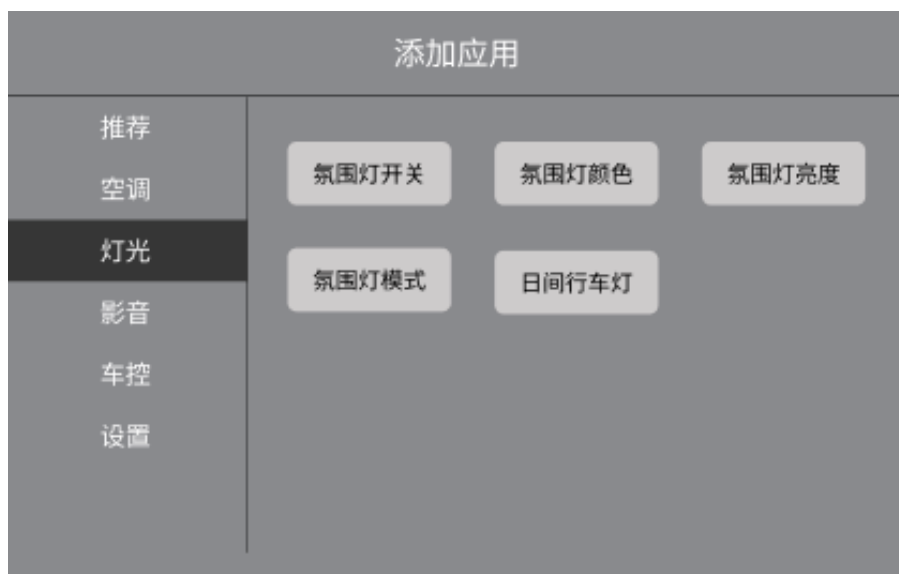 添加应用
推荐
空调
灯光
影音
车控
设置
氛围灯开关
氛围灯颜色
氛围灯亮度
氛围灯模式
日间行车灯